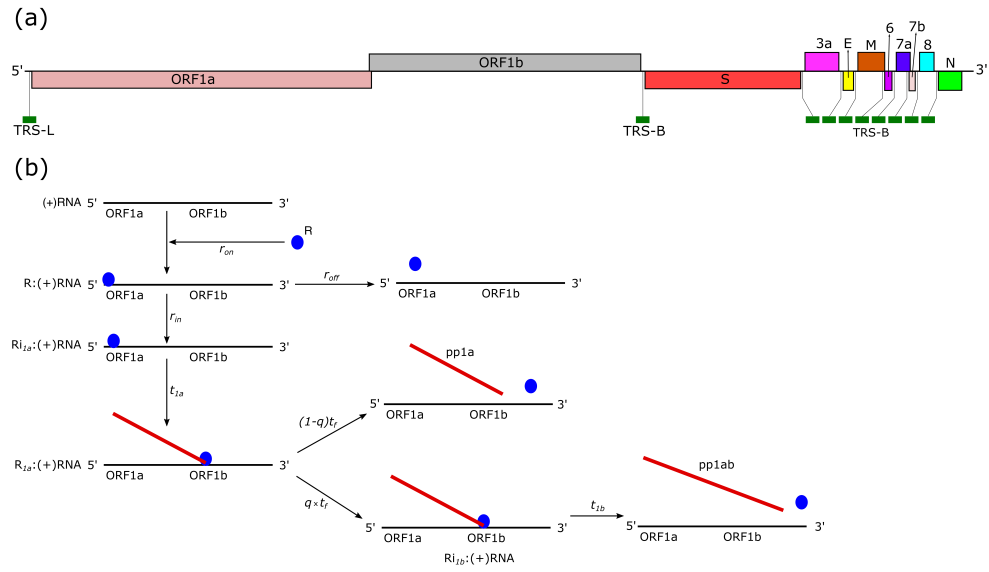 (a)
6 7b
3a E M 7a 8
5' ORF1a ORF1b S N 3'
TRS-L TRS-B TRS-B
(b)
(+)RNA 5' 3'
ORF1a ORF1b
R
r_on
R:(+)RNA 5' 3' r_off 5' 3'
ORF1a ORF1b ORF1a ORF1b
r_in
Ri_1a:(+)RNA 5' 3'
ORF1a ORF1b
pp1a
t_1a
5' 3'
(1-q)t_f ORF1a ORF1b
R_1a:(+)RNA 5' 3' pp1ab
ORF1a ORF1b
q×t_f t_1b
5' 3' 5' 3'
ORF1a ORF1b ORF1a ORF1b
Ri_1b:(+)RNA